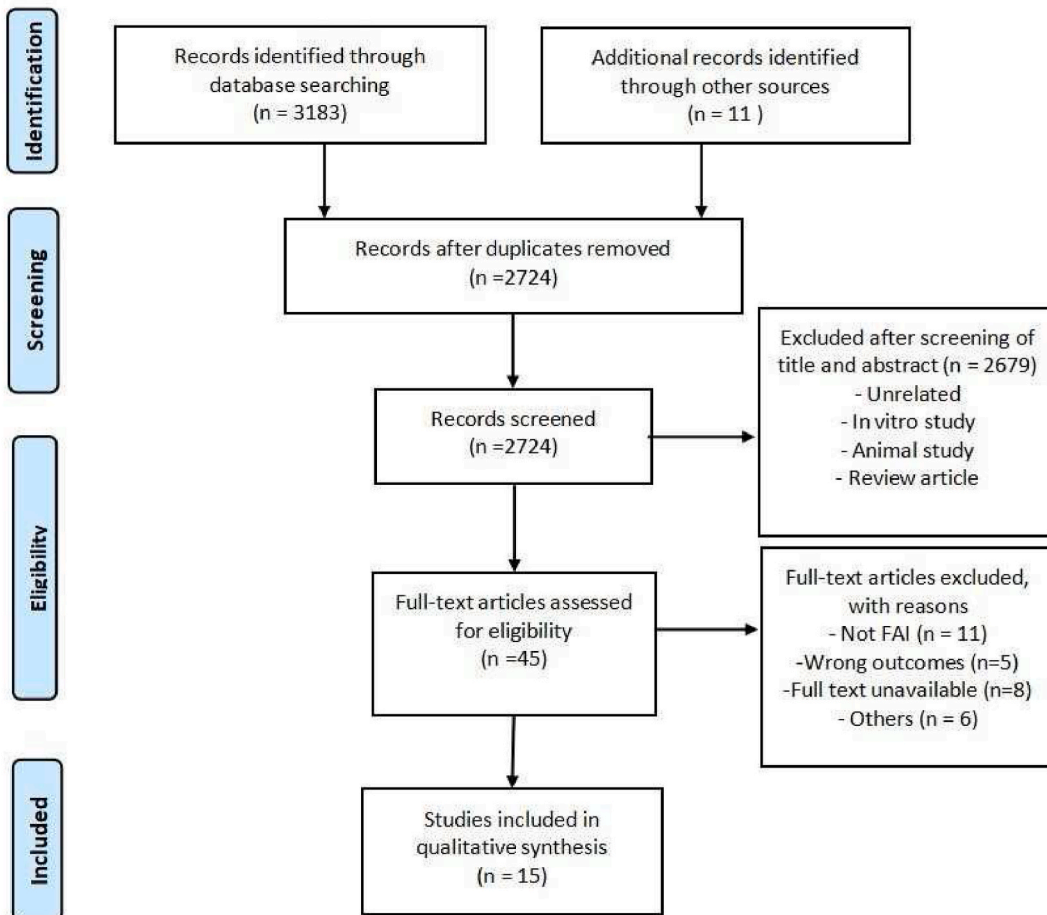 Identification
Records identified through
database searching
(n = 3183)
Additional records identified
through other sources
(n = 11 )
Screening
Records after duplicates removed
(n =2724)
Records screened
(n =2724)
Excluded after screening of
title and abstract (n = 2679)
- Unrelated
- In vitro study
- Animal study
- Review article
Eligibility
Full-text articles assessed
for eligibility
(n =45)
Full-text articles excluded,
with reasons
- Not FAI (n = 11)
-Wrong outcomes (n=5)
-Full text unavailable (n=8)
- Others (n = 6)
Included
Studies included in
qualitative synthesis
(n = 15)